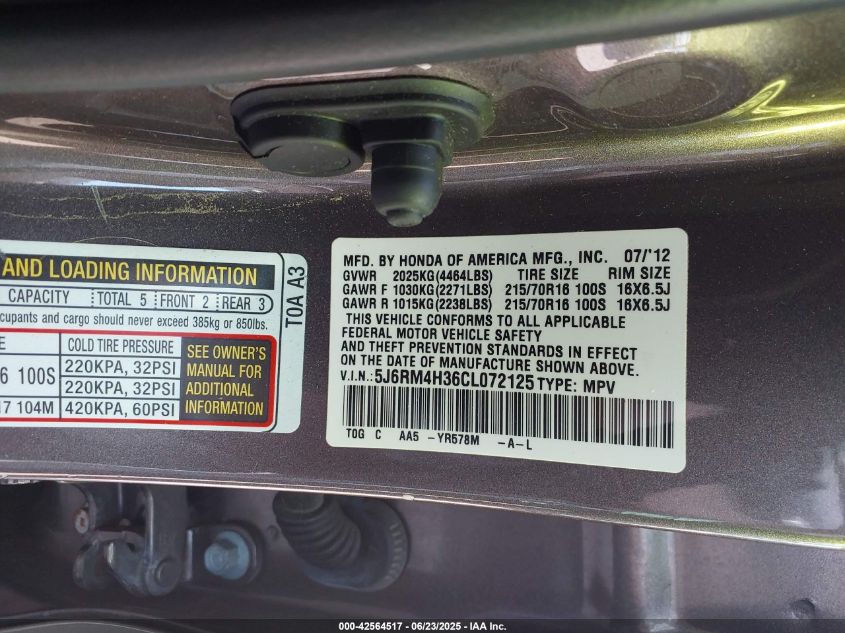 AND LOADING INFORMATION
CAPACITY TOTAL 5 FRONT 2 REAR 3
cupants and cargo should never exceed 385kg or 850lbs.
E COLD TIRE PRESSURE
6 100S 220KPA, 32PSI
220KPA, 32PSI
17 104M 420KPA, 60PSI
SEE OWNER'S
MANUAL FOR
ADDITIONAL
INFORMATION
T0A A3
MFD. BY HONDA OF AMERICA MFG., INC. 07/'12
GVWR 2025KG(4464LBS) TIRE SIZE RIM SIZE
GAWR F 1030KG(2271LBS) 215/70R16 100S 16X6.5J
GAWR R 1015KG(2238LBS) 215/70R16 100S 16X6.5J
THIS VEHICLE CONFORMS TO ALL APPLICABLE
FEDERAL MOTOR VEHICLE SAFETY
AND THEFT PREVENTION STANDARDS IN EFFECT
ON THE DATE OF MANUFACTURE SHOWN ABOVE.
V.I.N.: 5J6RM4H36CL072125 TYPE: MPV
T0G C AA5 -YR578M -A-L
000-42564517 - 06/23/2025 - IAA Inc.